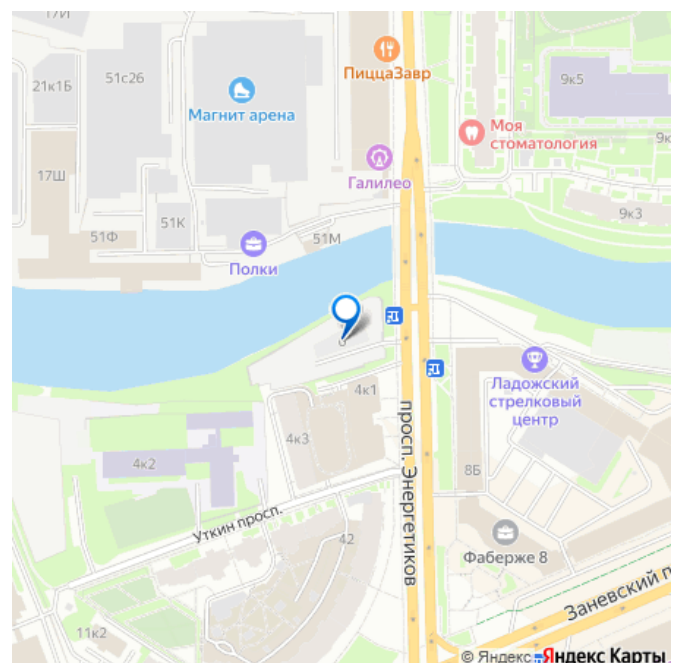 17И
21к1Б
51с26
ПиццаЗавр
9к5
Магнит арена
Моя
стоматология
9к
Галилео
17Ш
51К
9к3
51Ф
51М
Полки
Ладожский
стрелковый
центр
4к1
просп. Энергетиков
4к3
4к2
8Б
Уткин просп.
42
Фаберже 8
Заневский п
11к2
© Яндекс Яндекс Карты